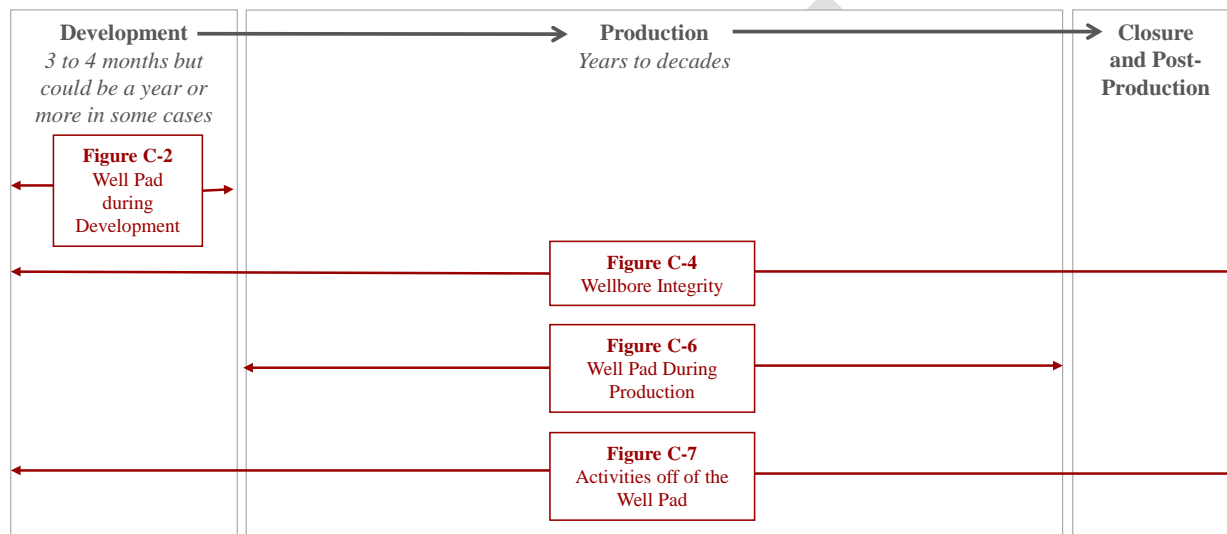 Development
3 to 4 months but
could be a year or
more in some cases
Production
Years to decades
Closure
and Post-
Production
Figure C-2
Well Pad
during
Development
Figure C-4
Wellbore Integrity
Figure C-6
Well Pad During
Production
Figure C-7
Activities off of the
Well Pad